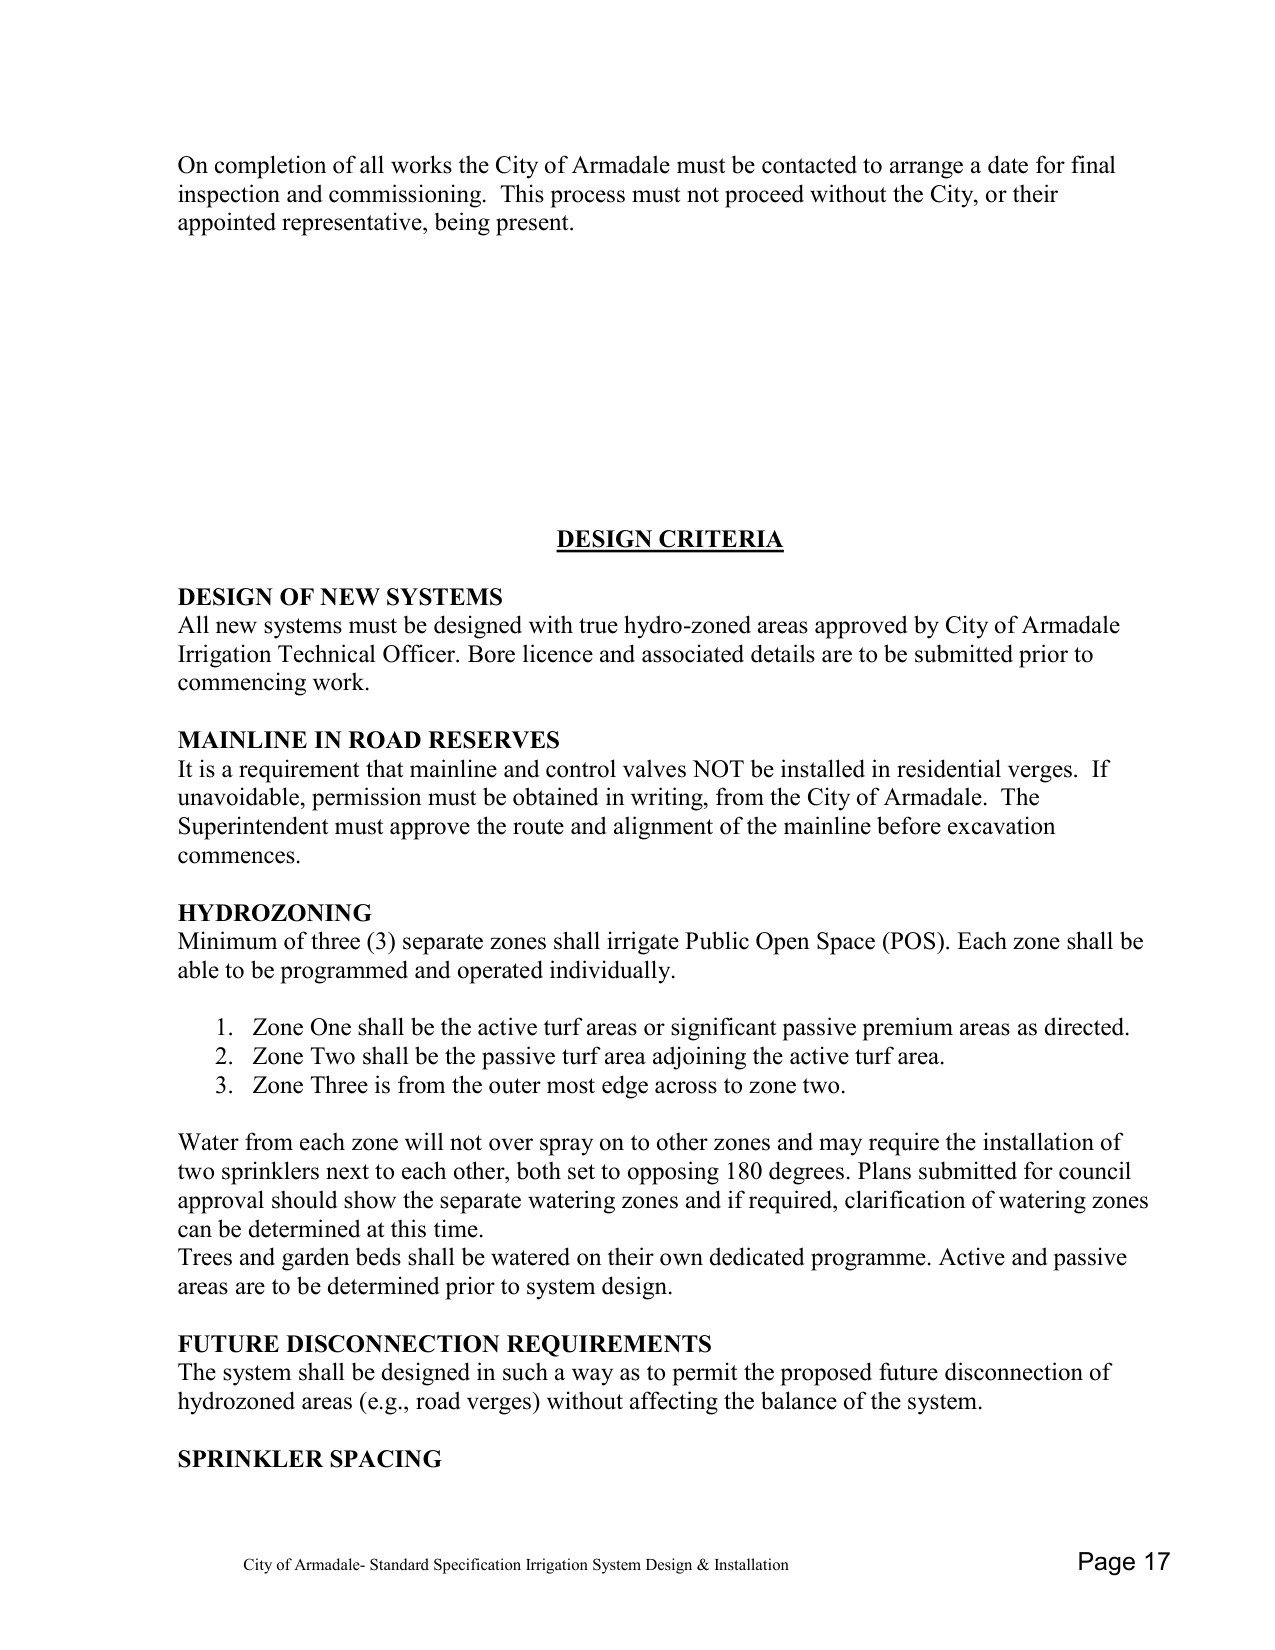 On completion of all works the City of Armadale must be contacted to arrange a date for final
inspection and commissioning.  This process must not proceed without the City, or their
appointed representative, being present.
DESIGN CRITERIA
DESIGN OF NEW SYSTEMS
All new systems must be designed with true hydro-zoned areas approved by City of Armadale
Irrigation Technical Officer. Bore licence and associated details are to be submitted prior to
commencing work.
MAINLINE IN ROAD RESERVES
It is a requirement that mainline and control valves NOT be installed in residential verges.  If
unavoidable, permission must be obtained in writing, from the City of Armadale.  The
Superintendent must approve the route and alignment of the mainline before excavation
commences.
HYDROZONING
Minimum of three (3) separate zones shall irrigate Public Open Space (POS). Each zone shall be
able to be programmed and operated individually.
1. Zone One shall be the active turf areas or significant passive premium areas as directed.
2. Zone Two shall be the passive turf area adjoining the active turf area.
3. Zone Three is from the outer most edge across to zone two.
Water from each zone will not over spray on to other zones and may require the installation of
two sprinklers next to each other, both set to opposing 180 degrees. Plans submitted for council
approval should show the separate watering zones and if required, clarification of watering zones
can be determined at this time.
Trees and garden beds shall be watered on their own dedicated programme. Active and passive
areas are to be determined prior to system design.
FUTURE DISCONNECTION REQUIREMENTS
The system shall be designed in such a way as to permit the proposed future disconnection of
hydrozoned areas (e.g., road verges) without affecting the balance of the system.
SPRINKLER SPACING
City of Armadale- Standard Specification Irrigation System Design & Installation
Page 17